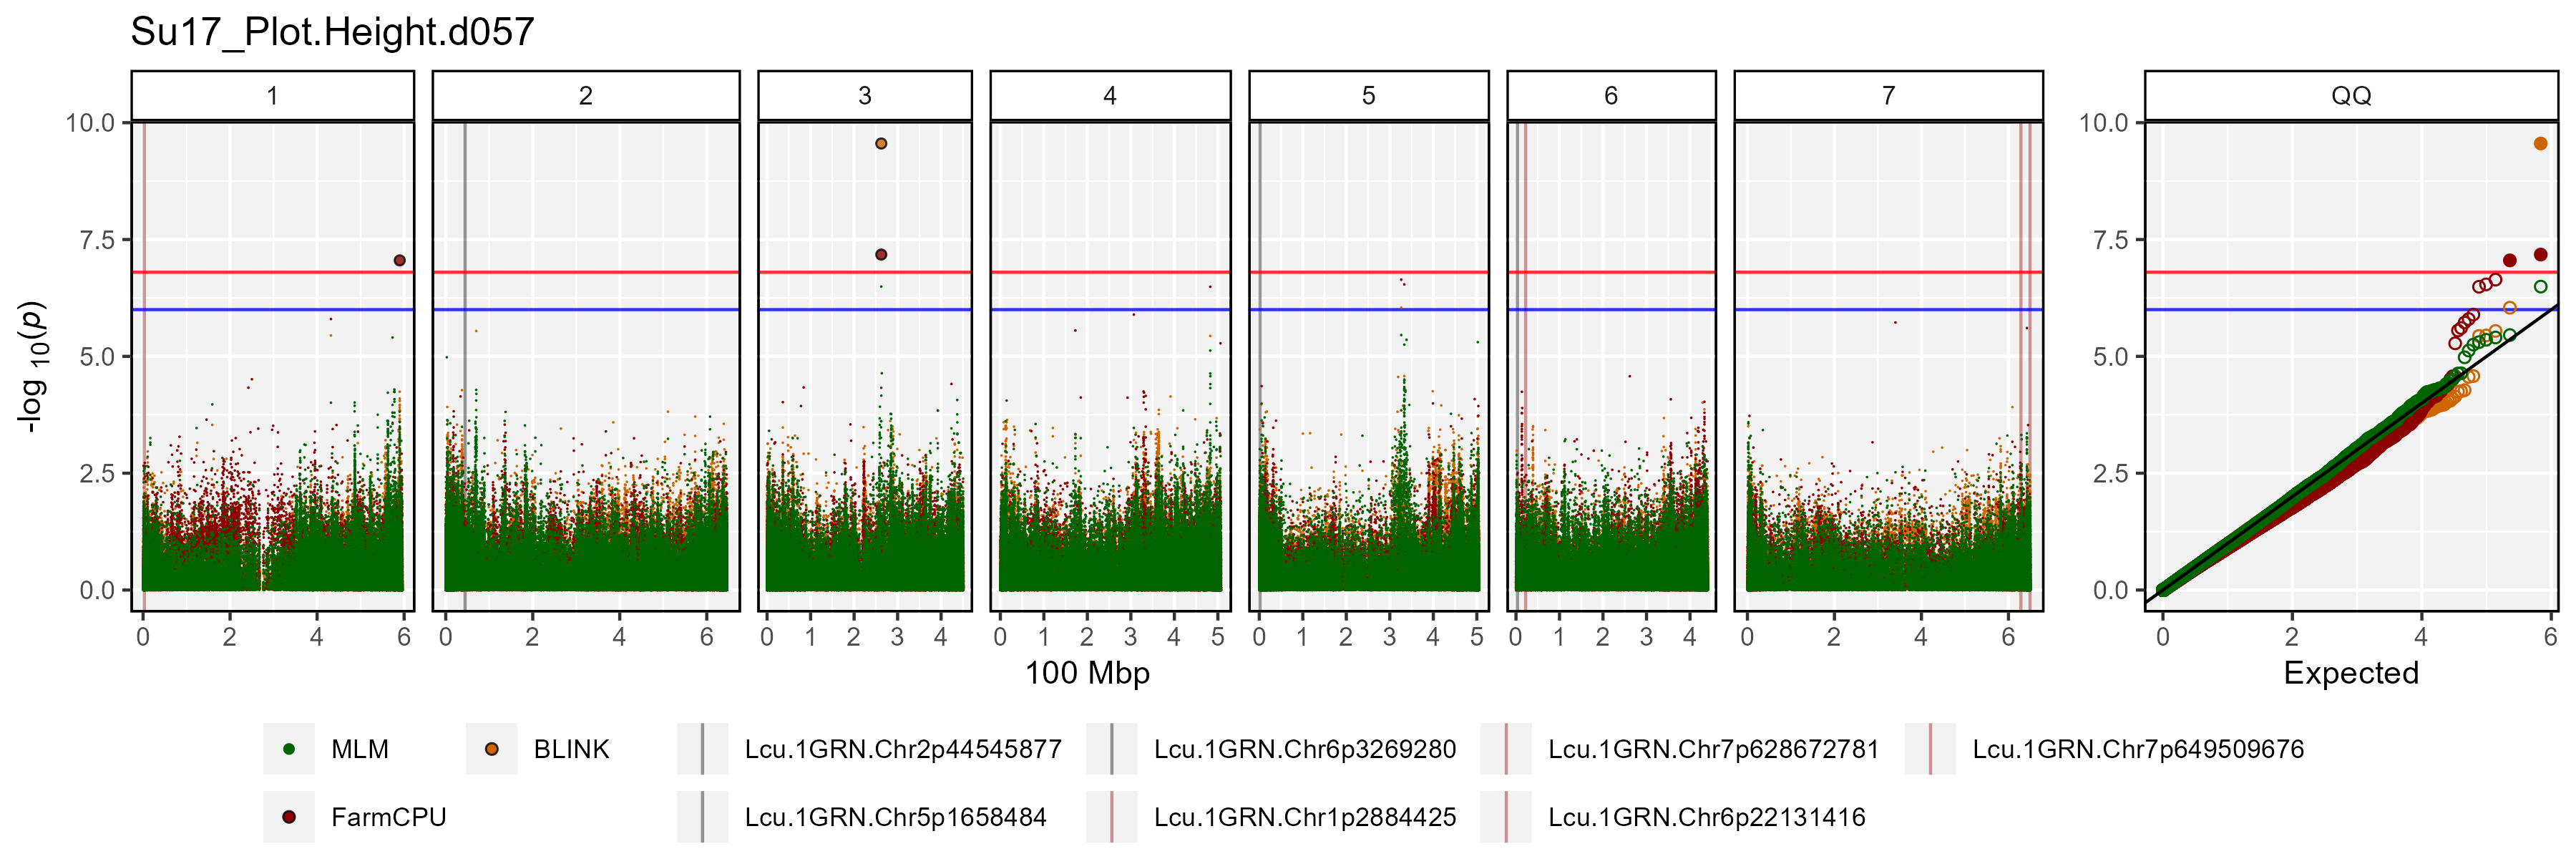 Su17_Plot.Height.d057
1 2 3 4 5 6 7 QQ
10.0 10.0
7.5 7.5
5.0 5.0
2.5 2.5
0.0 0.0
-log 10(p)
0 2 4 6 0 2 4 6 0 1 2 3 4 0 1 2 3 4 5 0 1 2 3 4 5 0 1 2 3 4 0 2 4 6 0 2 4 6
100 Mbp Expected
MLM BLINK Lcu.1GRN.Chr2p44545877 Lcu.1GRN.Chr6p3269280 Lcu.1GRN.Chr7p628672781 Lcu.1GRN.Chr7p649509676
FarmCPU Lcu.1GRN.Chr5p1658484 Lcu.1GRN.Chr1p2884425 Lcu.1GRN.Chr6p22131416